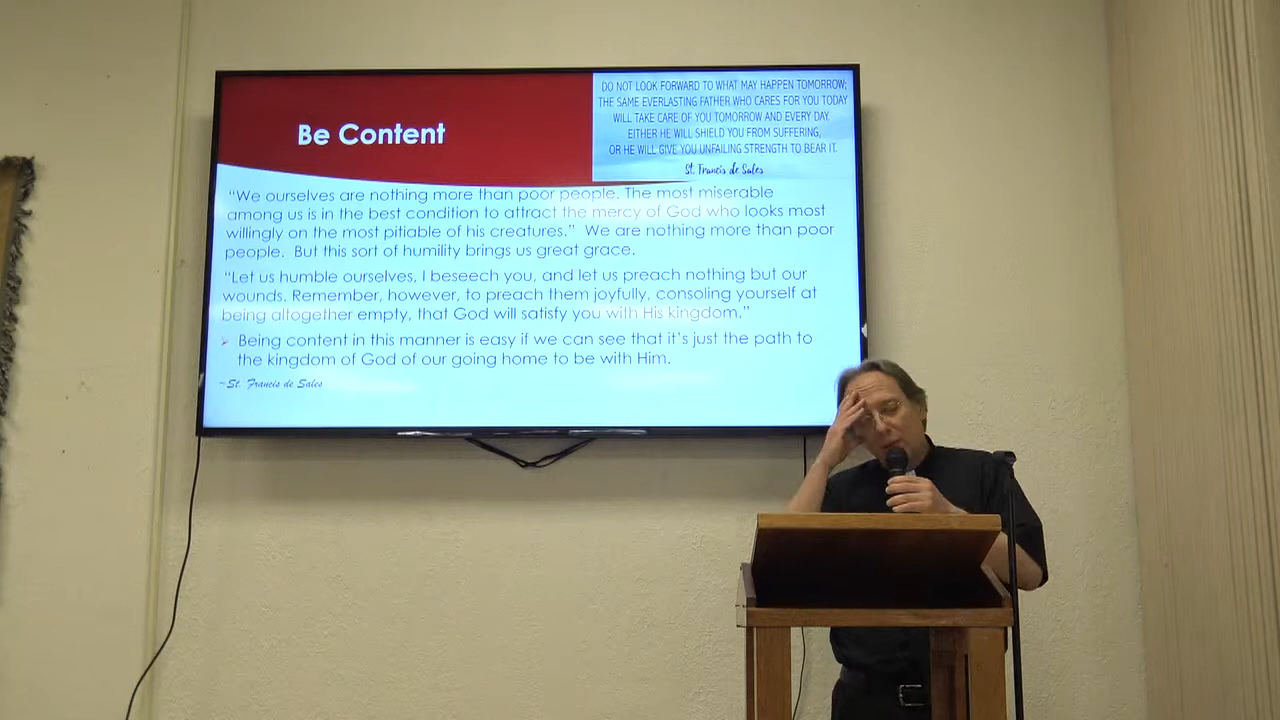 Be Content
DO NOT LOOK FORWARD TO WHAT MAY HAPPEN TOMORROW;
THE SAME EVERLASTING FATHER WHO CARES FOR YOU TODAY
WILL TAKE CARE OF YOU TOMORROW AND EVERY DAY.
EITHER HE WILL SHIELD YOU FROM SUFFERING,
OR HE WILL GIVE YOU UNFAILING STRENGTH TO BEAR IT.
St. Francis de Sales
“We ourselves are nothing more than poor people. The most miserable
among us is in the best condition to attract the mercy of God who looks most
willingly on the most pitiable of his creatures.” We are nothing more than poor
people. But this sort of humility brings us great grace.
“Let us humble ourselves, I beseech you, and let us preach nothing but our
wounds. Remember, however, to preach them joyfully, consoling yourself at
being altogether empty, that God will satisfy you with His kingdom.”
➢ Being content in this manner is easy if we can see that it’s just the path to
the kingdom of God of our going home to be with Him.
~St. Francis de Sales